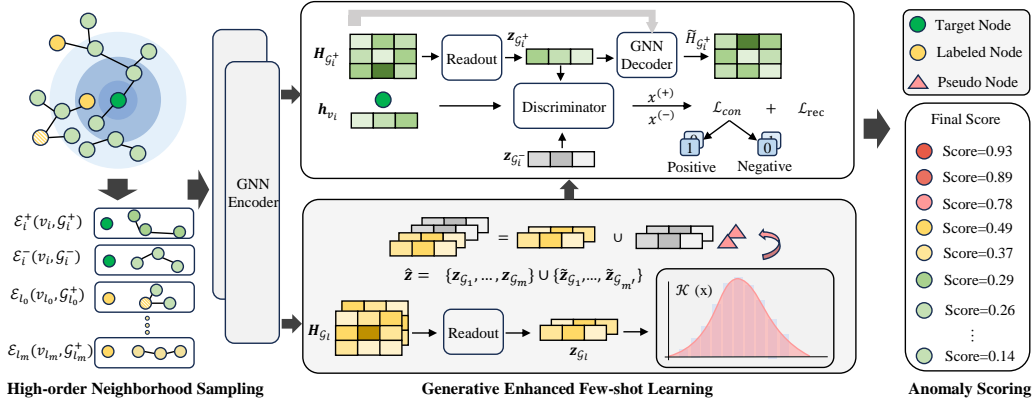 Target Node
Labeled Node
Pseudo Node
H_{𝒢_i^+}
Readout
z_{𝒢_i^+}
GNN
Decoder
H̃_{𝒢_i^+}
h_{v_i}
Discriminator
x^{(+)}
x^{(−)}
ℒ_{con} + ℒ_{rec}
z_{𝒢_i^-}
1
0
Positive
Negative
GNN
Encoder
ℰ_i^+(v_i, 𝒢_i^+)
ℰ_i^-(v_i, 𝒢_i^-)
ℰ_{l_0}(v_{l_0}, 𝒢_{l_0}^+)
ℰ_{l_m}(v_{l_m}, 𝒢_{l_m}^+)
= ∪
ẑ = {z_{𝒢_1}, …, z_{𝒢_m}} ∪ {z̃_{𝒢_1}, …, z̃_{𝒢_{m'}}}
H_{𝒢_l}
Readout
z_{𝒢_l}
𝒦 (x)
Final Score
Score=0.93
Score=0.89
Score=0.78
Score=0.49
Score=0.37
Score=0.29
Score=0.26
⋮
Score=0.14
High-order Neighborhood Sampling
Generative Enhanced Few-shot Learning
Anomaly Scoring